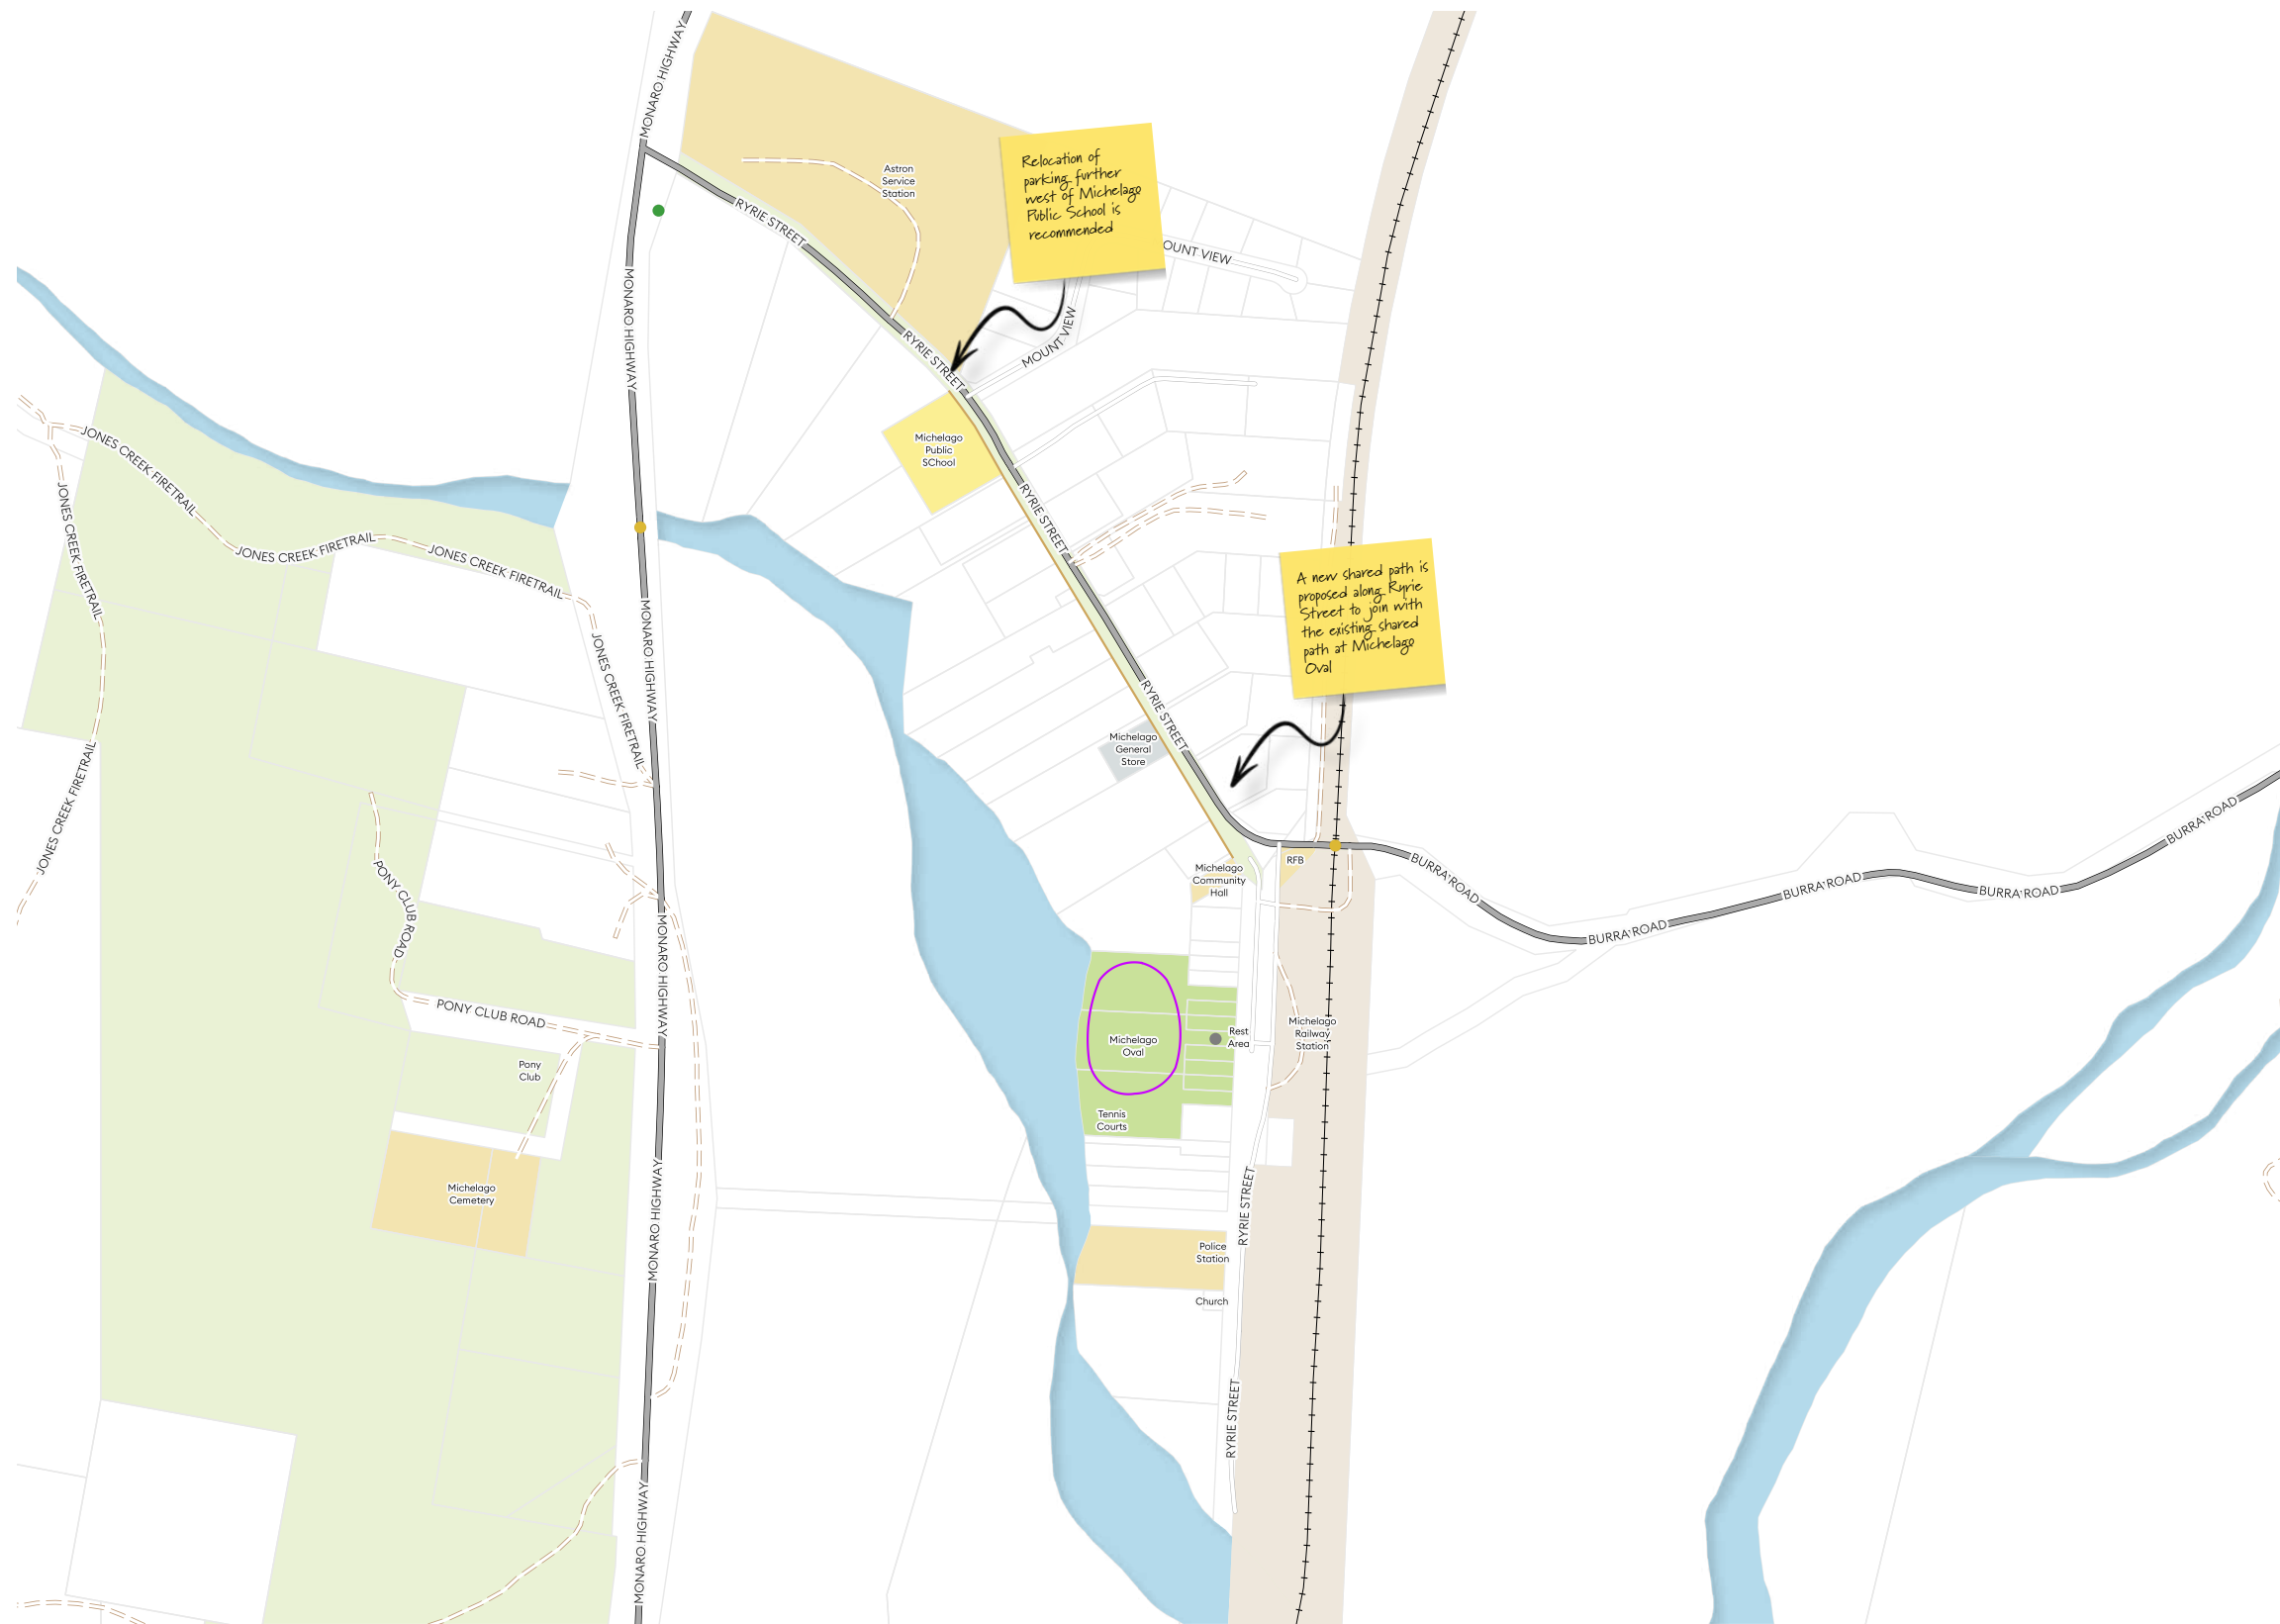 MONARO HIGHWAY
Astron
Service
Station
RYRIE STREET
Relocation of
parking further
west of Michelago
Public School is
recommended
OUNT VIEW
MOUNT VIEW
MONARO HIGHWAY
RYRIE STREET
Michelago
Public
SChool
JONES CREEK FIRETRAIL
JONES CREEK FIRETRAIL
JONES CREEK FIRETRAIL
JONES CREEK FIRETRAIL
RYRIE STREET
A new shared path is
proposed along Ryrie
Street to join with
the existing shared
path at Michelago
Oval
MONARO HIGHWAY
JONES CREEK FIRETRAIL
RYRIE STREET
Michelago
General
Store
JONES CREEK FIRETRAIL
PONY CLUB ROAD
Michelago
Community
Hall
RFB
BURRA ROAD
BURRA ROAD
BURRA ROAD
BURRA ROAD
BURRA ROAD
MONARO HIGHWAY
PONY CLUB ROAD
Michelago
Oval
Rest
Area
Michelago
Railway
Station
Pony
Club
Tennis
Courts
Michelago
Cemetery
MONARO HIGHWAY
RYRIE STREET
Police
Station
Church
RYRIE STREET
MONARO HIGHWAY